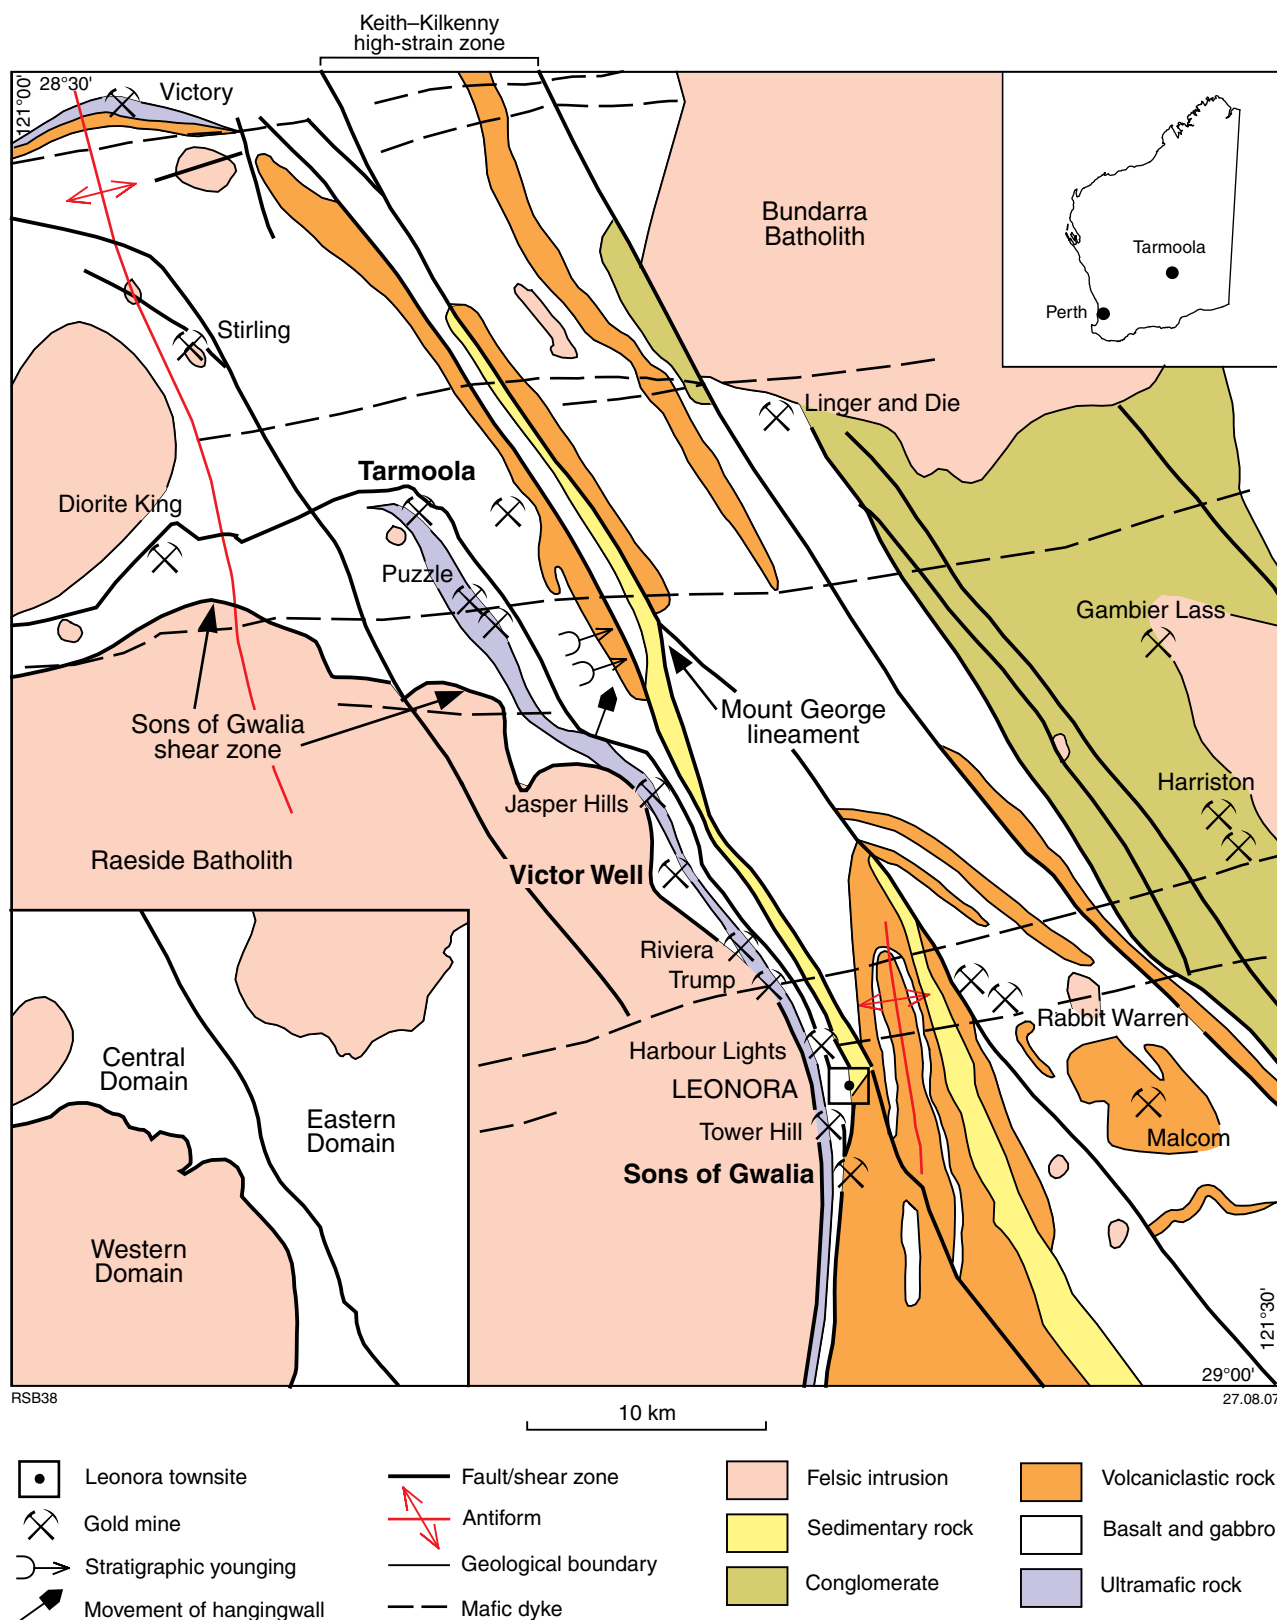 Keith–Kilkenny
high-strain zone
121°00'
28°30'
Victory
Bundarra
Batholith
Tarmoola
Perth
Stirling
Linger and Die
Tarmoola
Diorite King
Puzzle
Gambier Lass
Sons of Gwalia
shear zone
Mount George
lineament
Jasper Hills
Harriston
Raeside Batholith
Victor Well
Riviera
Trump
Rabbit Warren
Harbour Lights
LEONORA
Central
Domain
Eastern
Domain
Tower Hill
Malcom
Sons of Gwalia
Western
Domain
121°30'
29°00'
RSB38
27.08.07
10 km
Leonora townsite
Gold mine
Stratigraphic younging
Movement of hangingwall
Fault/shear zone
Antiform
Geological boundary
Mafic dyke
Felsic intrusion
Sedimentary rock
Conglomerate
Volcaniclastic rock
Basalt and gabbro
Ultramafic rock